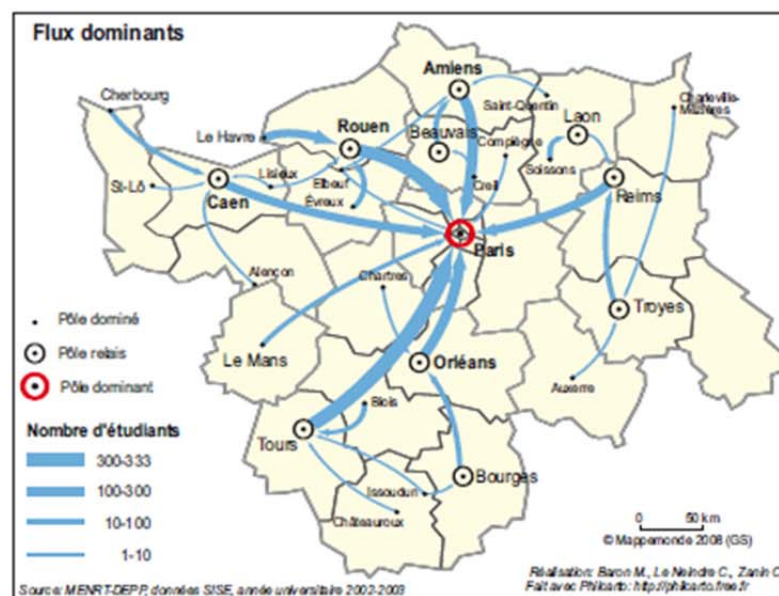 Flux dominants
Cherbourg
Amiens
Saint-Quentin
Charleville-
Mézières
Le Havre
Rouen
Beauvais
Compiègne
Laon
St-Lô
Lisieux
Elbeuf
Soissons
Caen
Évreux
Creil
Reims
Paris
Alençon
Chartres
Troyes
Pôle dominé
Pôle relais
Le Mans
Orléans
Pôle dominant
Auxerre
Blois
Nombre d'étudiants
Tours
300-333
Bourges
100-300
Issoudun
10-100
Châteauroux
0 50 km
1-10
© Mappemonde 2008 (GS)
Réalisation: Baron M., Le Neindre C., Zanin C
Source: MENRT-DEPP, données SISE, année universitaire 2002-2003
Fait avec Philcarto: http://philcarto.free.fr